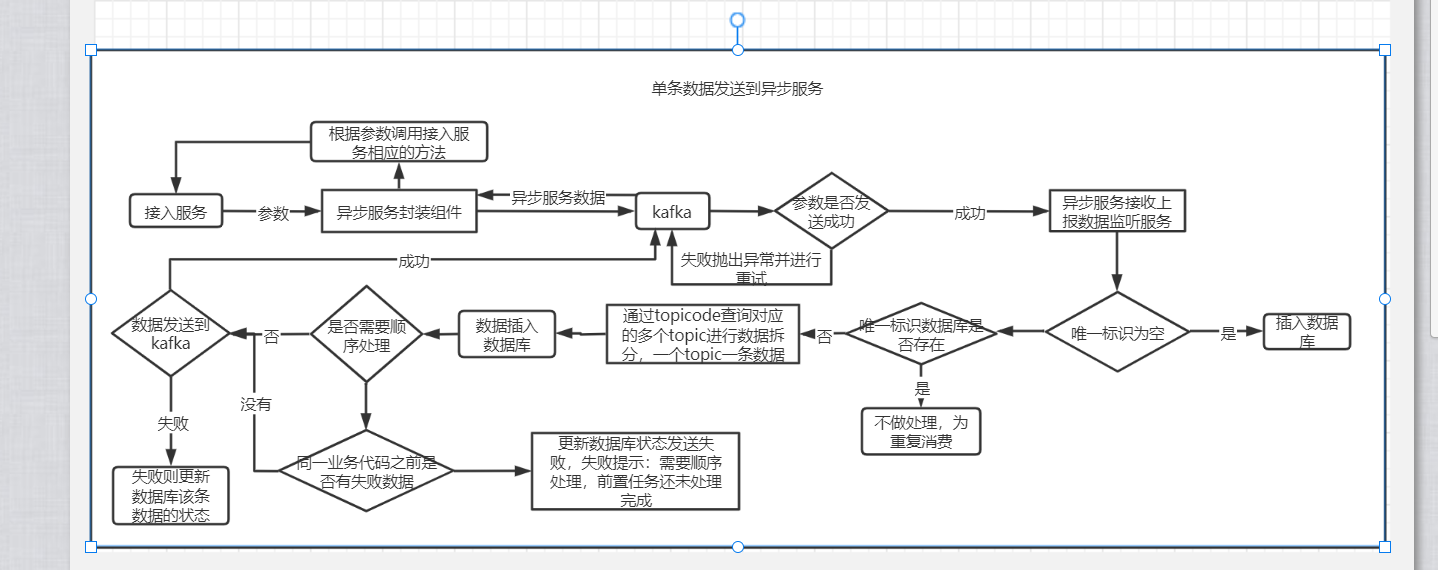 单条数据发送到异步服务
根据参数调用接入服
务相应的方法
接入服务
参数
异步服务封装组件
异步服务数据
kafka
参数是否发
送成功
成功
异步服务接收上
报数据监听服务
成功
失败抛出异常并进行
重试
数据发送到
kafka
否
是否需要顺
序处理
数据插入
数据库
通过topicode查询对应
的多个topic进行数据拆
分，一个topic一条数据
否
唯一标识数据库是
否存在
唯一标识为空
是
插入数据
库
是
不做处理，为
重复消费
没有
失败
失败则更新
数据库该条
数据的状态
同一业务代码之前是
否有失败数据
更新数据库状态发送失
败，失败提示：需要顺序
处理，前置任务还未处理
完成